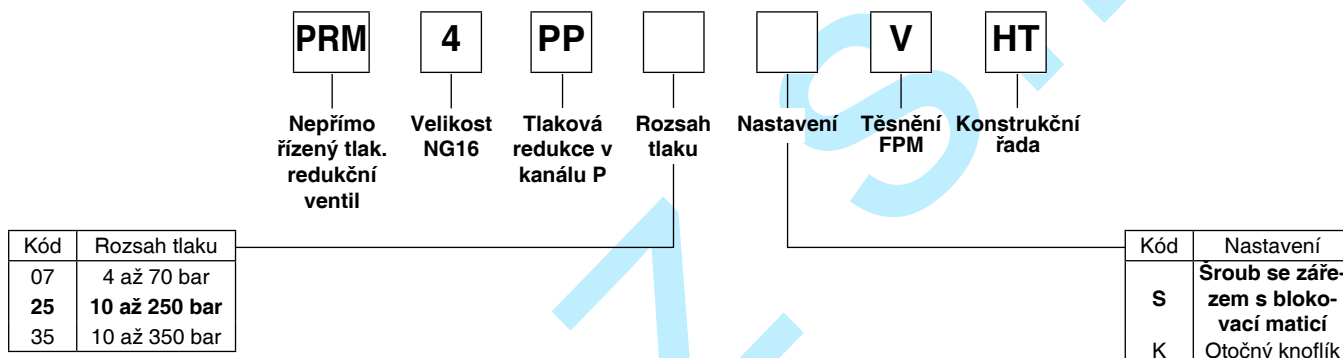 PRM 4 PP V HT
Nepřímo
řízený tlak.
redukční
ventil
Velikost
NG16
Tlaková
redukce v
kanálu P
Rozsah
tlaku
Nastavení
Těsnění
FPM
Konstrukční
řada
Kód Rozsah tlaku
07 4 až 70 bar
25 10 až 250 bar
35 10 až 350 bar
Kód Nastavení
S Šroub se záře-
zem s bloko-
vací maticí
K Otočný knoflík